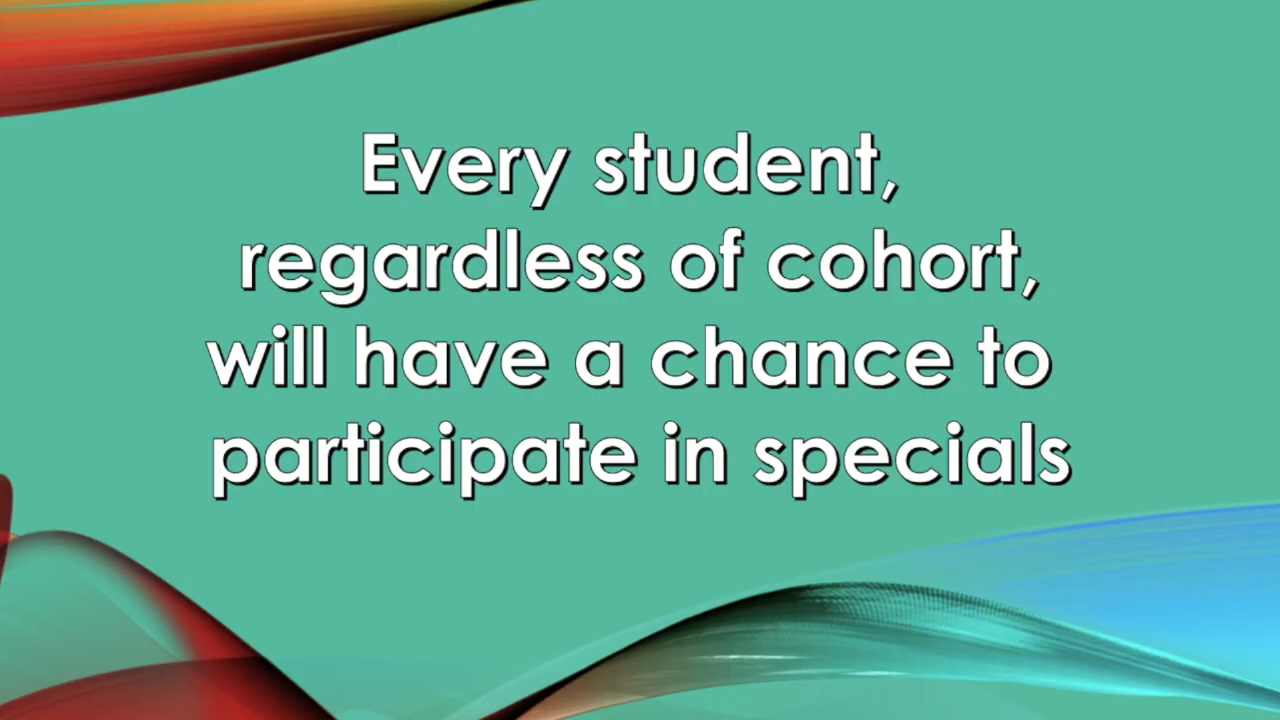 Every student,
regardless of cohort,
will have a chance to
participate in specials